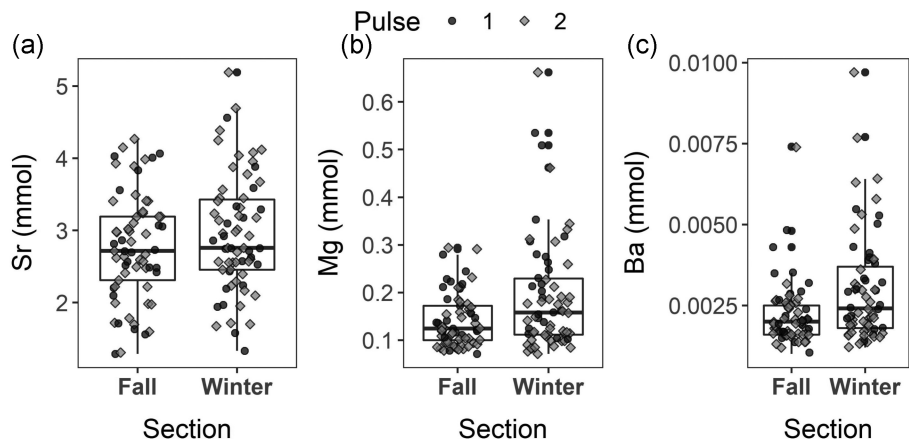 Pulse 1 2
(a) (b) (c)
Sr (mmol)
5
4
3
2
Fall Winter
Section
Mg (mmol)
0.6
0.5
0.4
0.3
0.2
0.1
Fall Winter
Section
Ba (mmol)
0.0100
0.0075
0.0050
0.0025
Fall Winter
Section